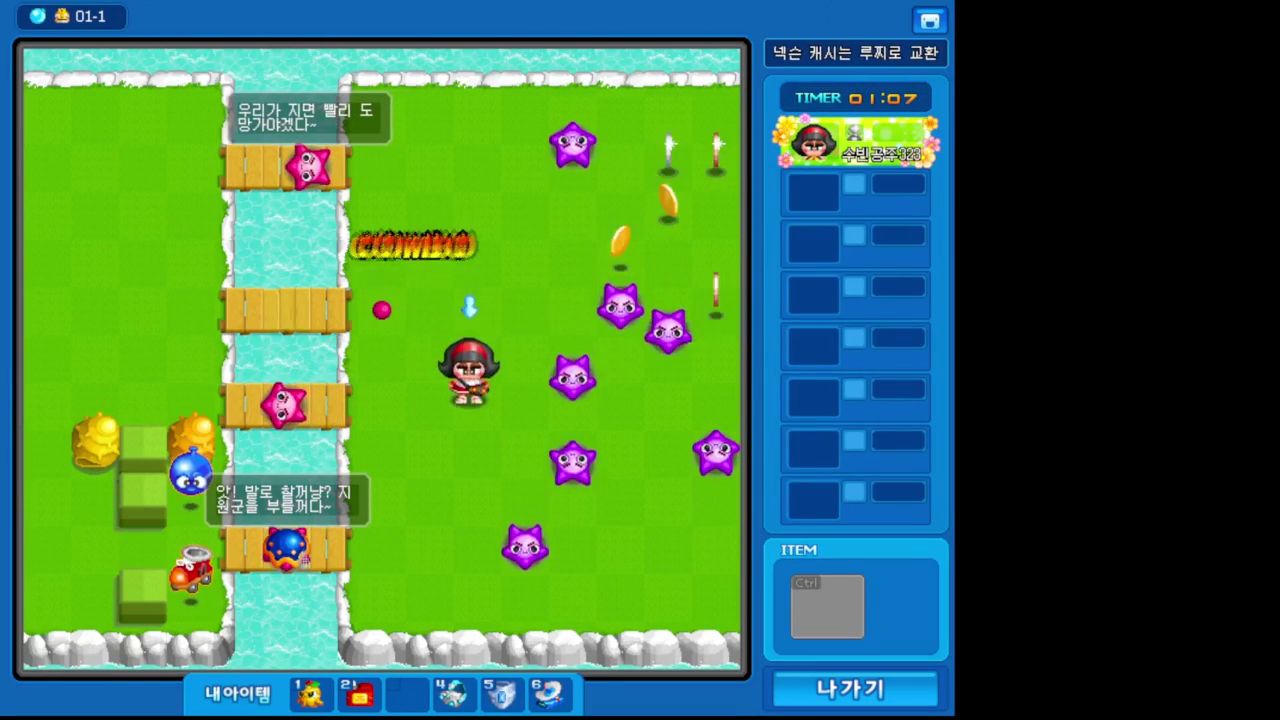 01-1
넥슨 캐시는 루찌로 교환
TIMER 01:07
수빈공주323
우리가 지면 빨리 도
망가야겠다~
앗! 발로 찰꺼냥? 지
원군를 부를꺼다~
ITEM
Ctrl
내아이템
1
2
4
5
6
나가기